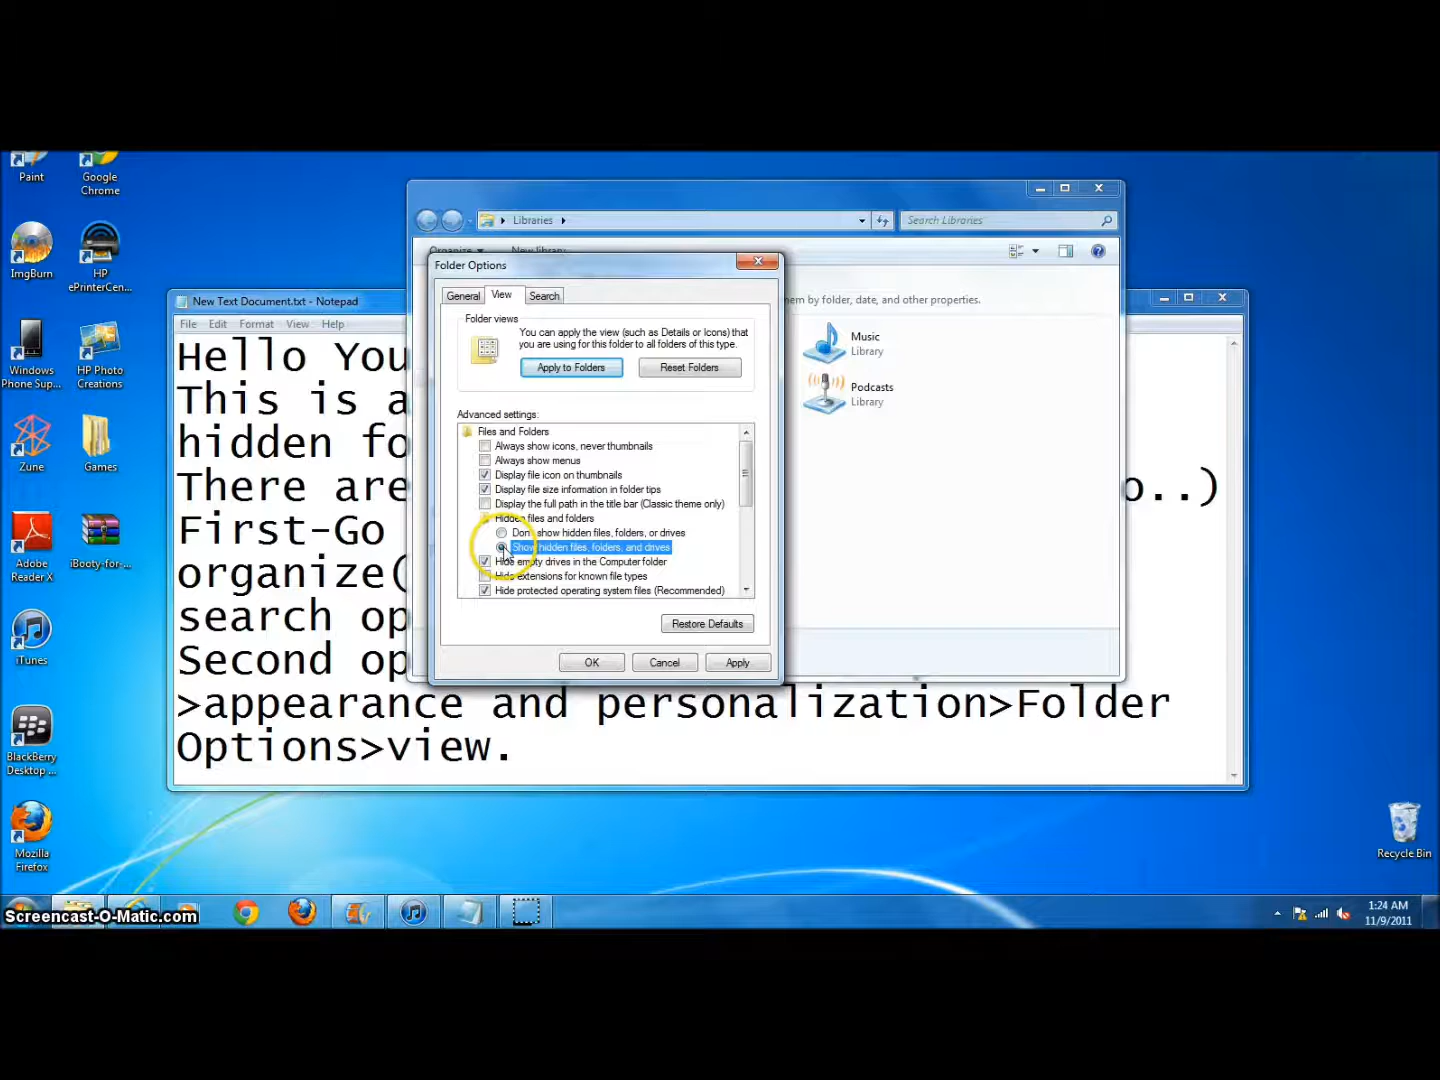 Paint
Google
Chrome
ImgBurn
HP
ePrinterCen...
Windows
Phone Sup...
HP Photo
Creations
Zune
Games
Adobe
Reader X
iBooty-for-...
iTunes
BlackBerry
Desktop ...
Mozilla
Firefox
Recycle Bin
Libraries
Search Libraries
Organize
New library
Folder Options
General
View
Search
Folder views
You can apply the view (such as Details or Icons) that
you are using for this folder to all folders of this type.
Apply to Folders
Reset Folders
Advanced settings:
Files and Folders
Always show icons, never thumbnails
Always show menus
Display file icon on thumbnails
Display file size information in folder tips
Display the full path in the title bar (Classic theme only)
Hidden files and folders
show hidden files, folders, or drives
Show hidden files, folders, and drives
Hide empty drives in the Computer folder
Hide extensions for known file types
Hide protected operating system files (Recommended)
Restore Defaults
OK
Cancel
Apply
by folder, date, and other properties.
Music
Library
Podcasts
Library
New Text Document.txt - Notepad
File Edit Format View Help
Hello You
This is a
hidden fo
There are
o..)
First-Go
organize(
search op
Second op
>appearance and personalization>Folder
Options>view.
Screencast-O-Matic.com
1:24 AM
11/9/2011